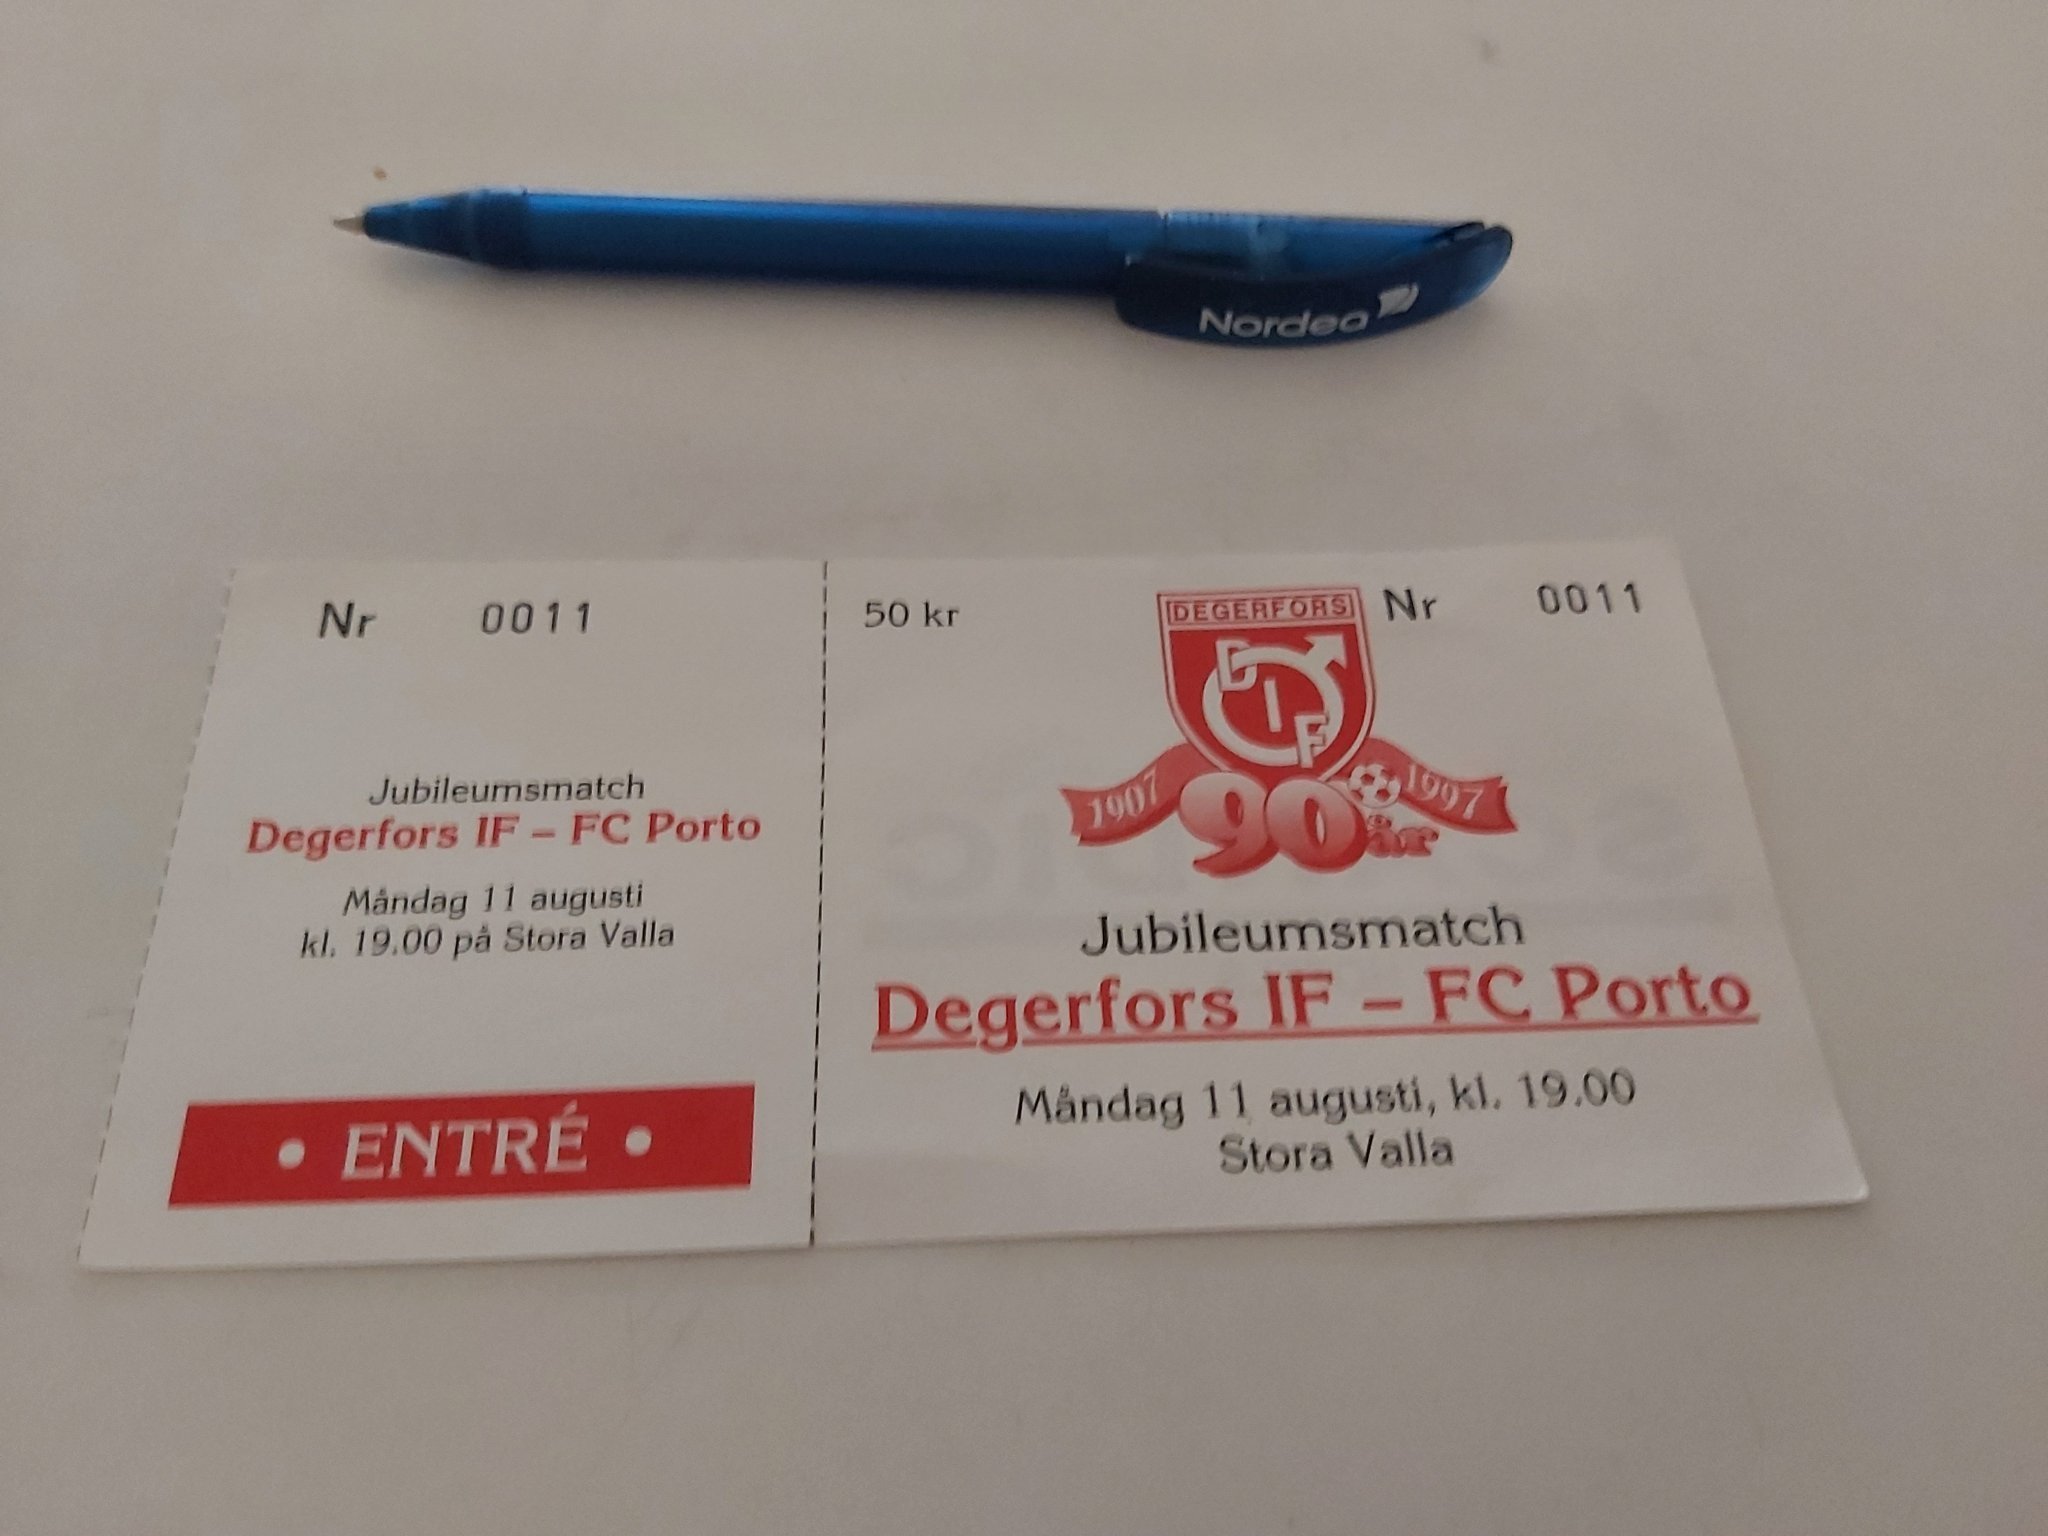 Nordea
Nr 0011
Jubileumsmatch
Degerfors IF – FC Porto
Måndag 11 augusti
kl. 19.00 på Stora Valla
• ENTRÉ •
50 kr
Nr 0011
DEGERFORS
D I F
1907 90 år 1997
Jubileumsmatch
Degerfors IF – FC Porto
Måndag 11 augusti, kl. 19.00
Stora Valla